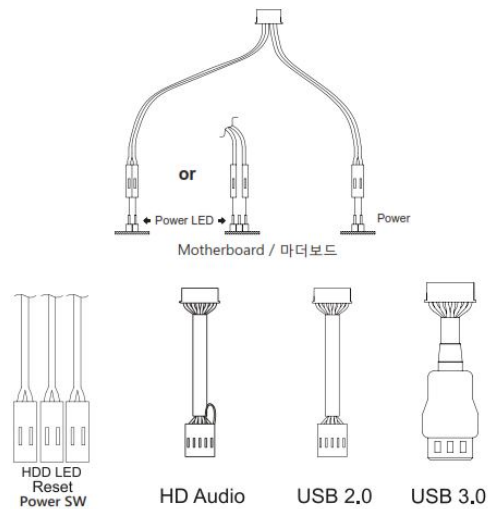 or
Power LED
Power
Motherboard / 마더보드
HDD LED
Reset
Power SW
HD Audio
USB 2.0
USB 3.0